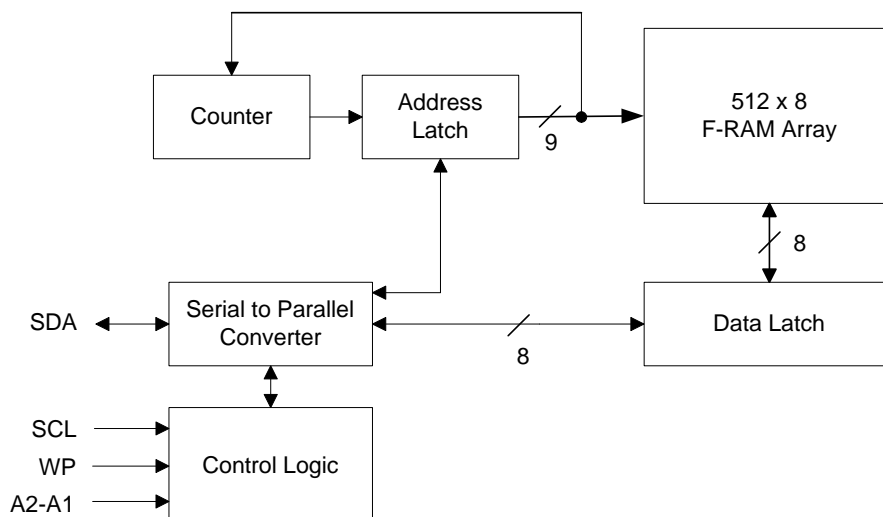 Counter
Address
Latch
9
512 x 8
F-RAM Array
8
SDA
Serial to Parallel
Converter
8
Data Latch
SCL
WP
A2-A1
Control Logic